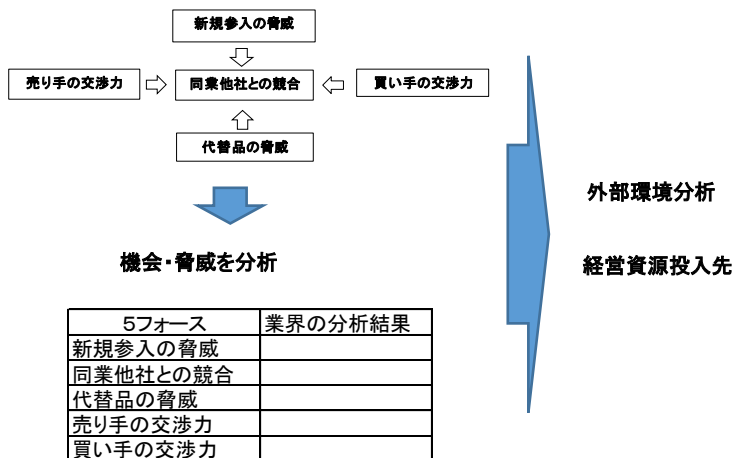 新規参入の脅威
売り手の交渉力
同業他社との競合
買い手の交渉力
代替品の脅威
機会・脅威を分析
外部環境分析
経営資源投入先
5フォース 業界の分析結果
新規参入の脅威
同業他社との競合
代替品の脅威
売り手の交渉力
買い手の交渉力